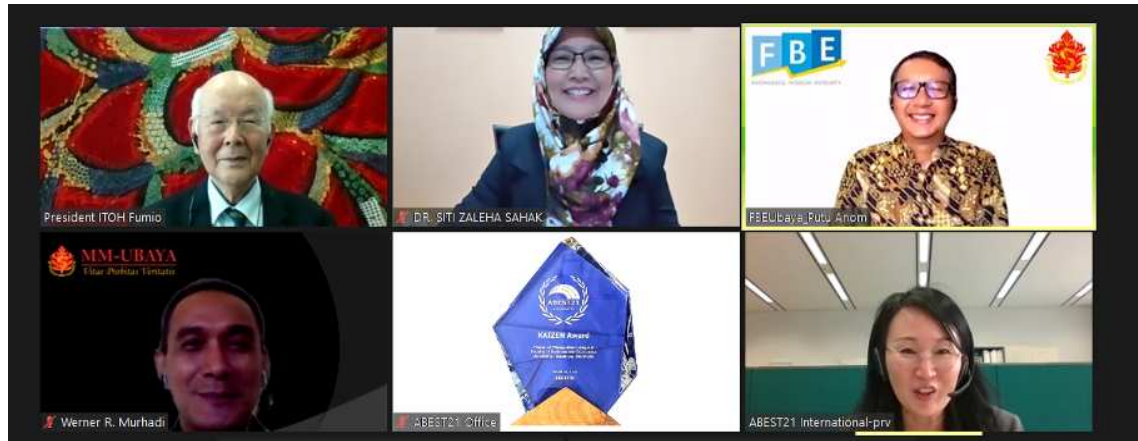 President ITOH Fumio
DR. SITI ZALEHA SAHAK
FBE
FBEUbaya_Putu Anom
MM-UBAYA
Vitae Probitas Veritatis
Werner R. Murhadi
ABEST21
KAIZEN Award
ABEST21 Office
ABEST21 International-prv